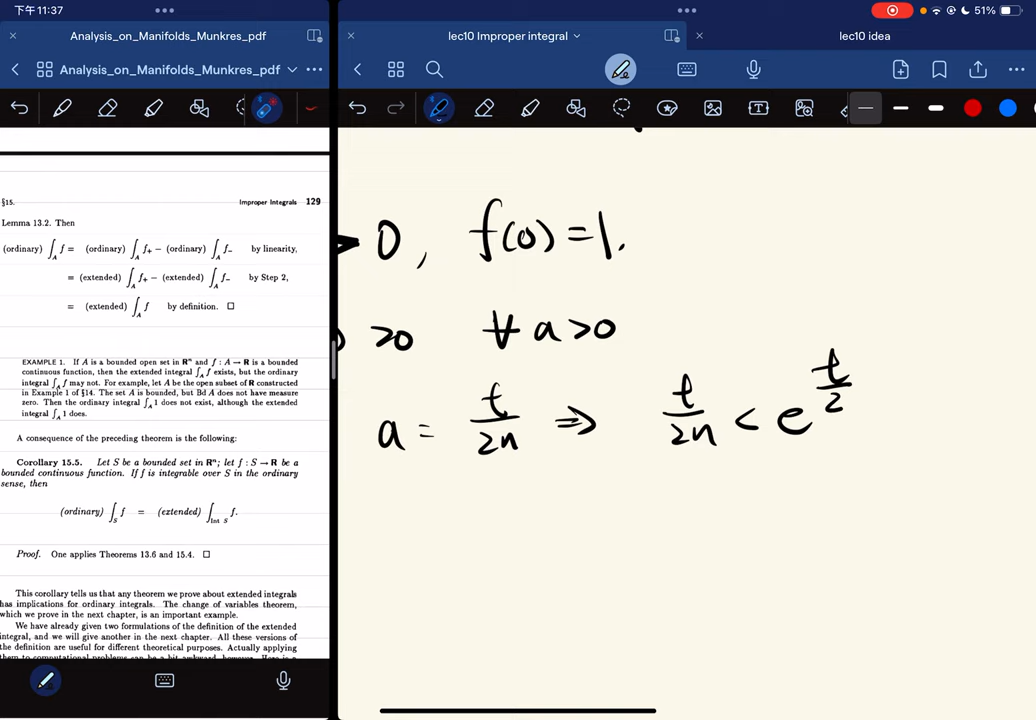 下午11:37
51%
Analysis_on_Manifolds_Munkres_pdf
lec10 Improper integral
lec10 idea
Analysis_on_Manifolds_Munkres_pdf
§15. Improper Integrals 129
Lemma 13.2. Then
(ordinary) ∫_A f = (ordinary) ∫_A f₊ − (ordinary) ∫_A f₋ by linearity,
= (extended) ∫_A f₊ − (extended) ∫_A f₋ by Step 2,
= (extended) ∫_A f by definition. □
EXAMPLE 1. If A is a bounded open set in Rⁿ and f : A → R is a bounded
continuous function, then the extended integral ∫_A f exists, but the ordinary
integral ∫_A f may not. For example, let A be the open subset of R constructed
in Example 1 of §14. The set A is bounded, but Bd A does not have measure
zero. Then the ordinary integral ∫_A 1 does not exist, although the extended
integral ∫_A 1 does.
A consequence of the preceding theorem is the following:
Corollary 15.5. Let S be a bounded set in Rⁿ; let f : S → R be a
bounded continuous function. If f is integrable over S in the ordinary
sense, then
(ordinary) ∫_S f = (extended) ∫_{Int S} f.
Proof. One applies Theorems 13.6 and 15.4. □
This corollary tells us that any theorem we prove about extended integrals
has implications for ordinary integrals. The change of variables theorem,
which we prove in the next chapter, is an important example.
We have already given two formulations of the definition of the extended
integral, and we will give another in the next chapter. All these versions of
the definition are useful for different theoretical purposes. Actually applying
0, f(0) = 1.
) >0 ∀ a >0
a = t/2n ⇒ t/2n < e^{t/2}